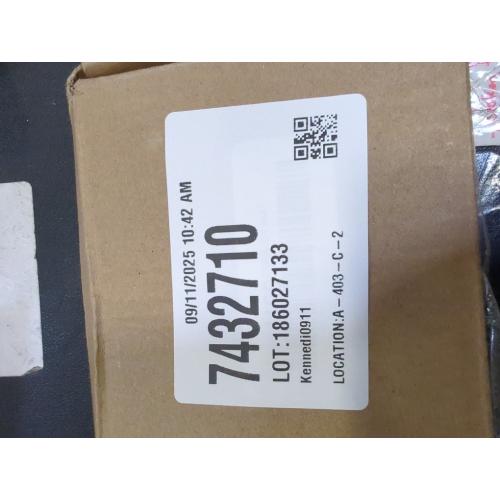 09/11/2025 10:42 AM
7432710
LOT:186027133
Kennedi0911
LOCATION:A-403-C-2